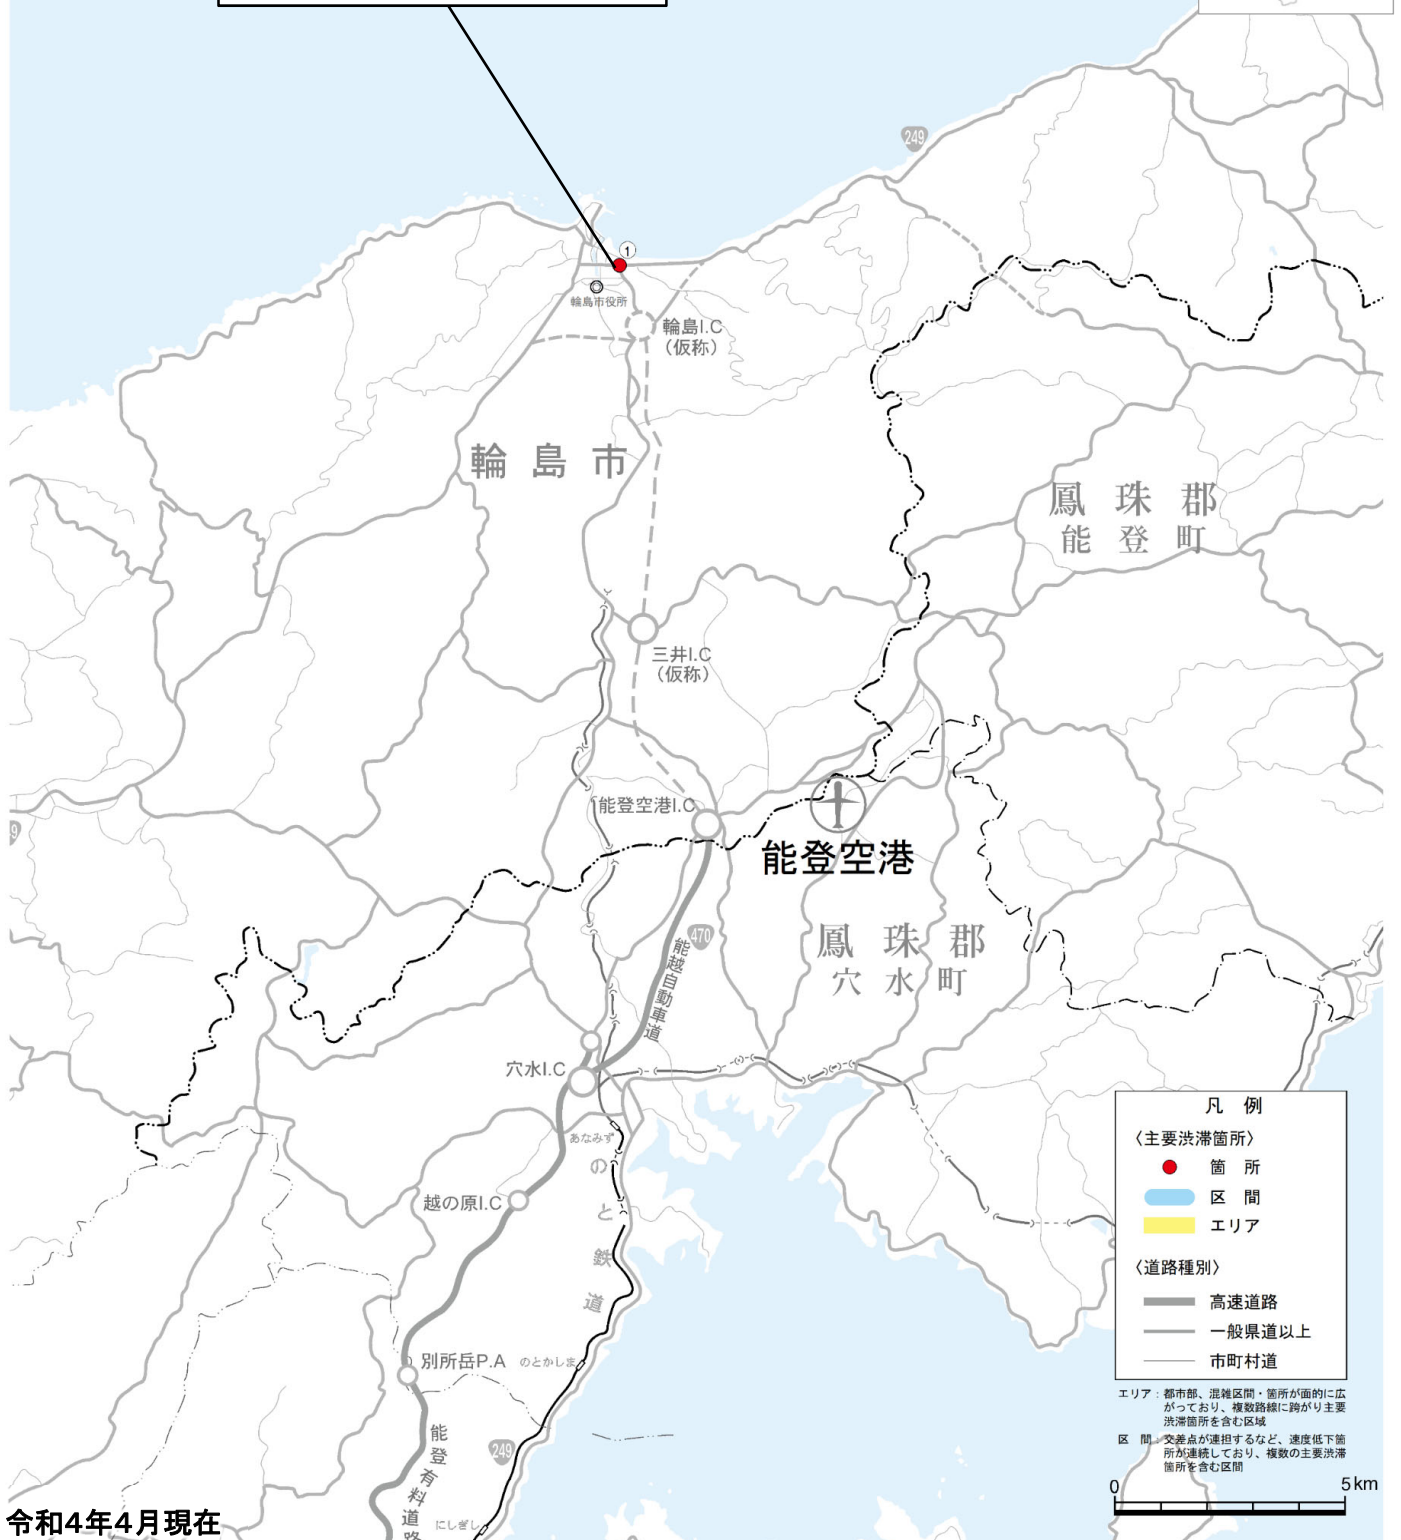 249
1
輪島市役所
輪島I.C
（仮称）
輪島市
鳳珠郡
能登町
三井I.C
（仮称）
能登空港I.C
能登空港
470
能越自動車道
鳳珠郡
穴水町
穴水I.C
あなみず
のと鉄道
越の原I.C
別所岳P.A
のとかしま
能登有料道路
249
にしぎし
凡 例
〈主要渋滞箇所〉
箇 所
区 間
エリア
〈道路種別〉
高速道路
一般県道以上
市町村道
エリア：都市部、混雑区間・箇所が面的に広
がっており、複数路線に跨がり主要
渋滞箇所を含む区域
区 間：交差点が連担するなど、速度低下箇
所が連続しており、複数の主要渋滞
箇所を含む区間
0 5km
令和4年4月現在